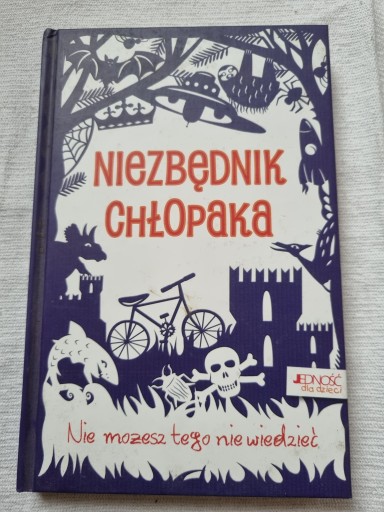 NIEZBĘDNIK
CHŁOPAKA
JEDNOŚĆ
dla dzieci
Nie możesz tego nie wiedzieć